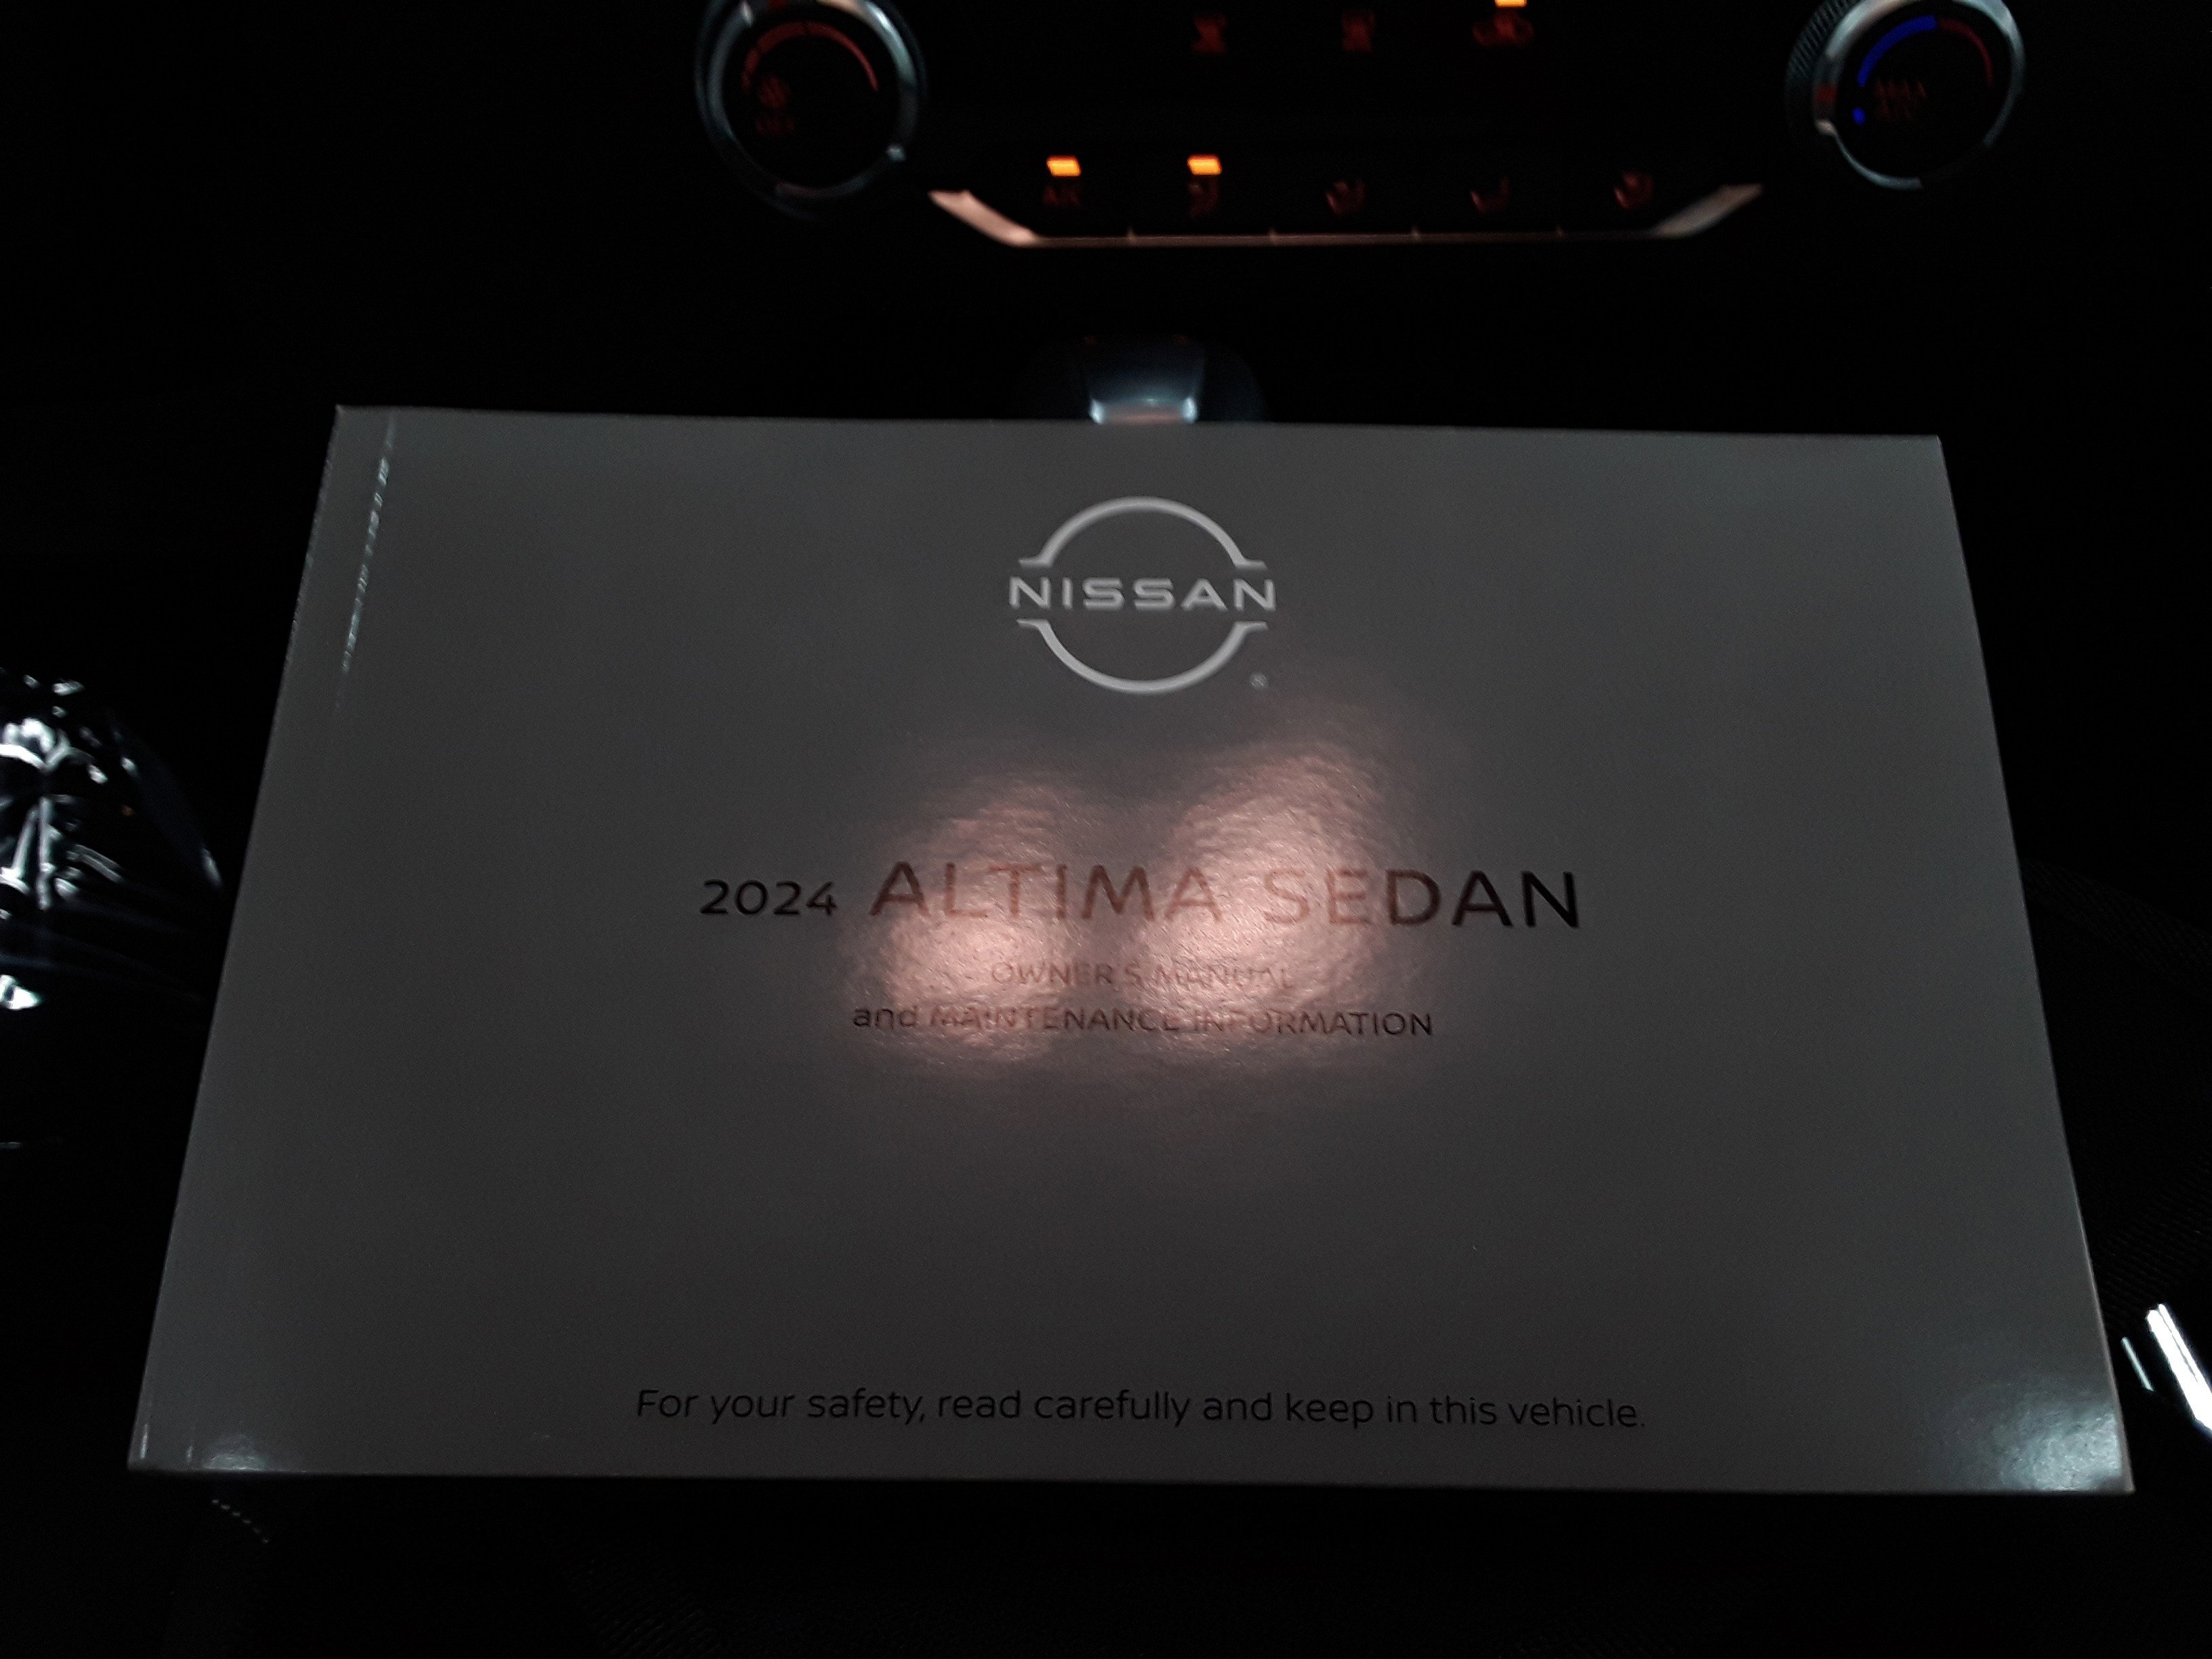 A/C
NISSAN
®
2024 ALTIMA SEDAN
OWNER'S MANUAL
and MAINTENANCE INFORMATION
For your safety, read carefully and keep in this vehicle.